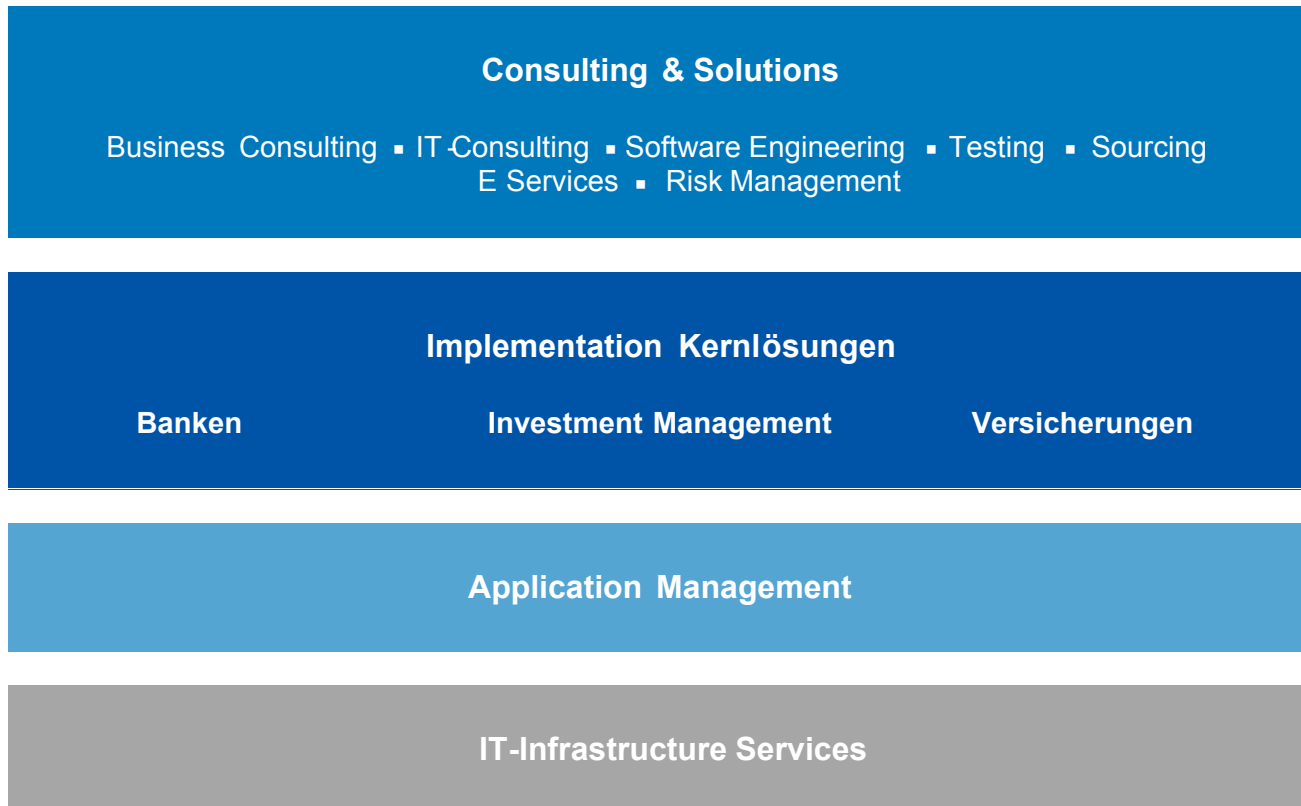 Consulting & Solutions
Business Consulting ▪ IT-Consulting ▪ Software Engineering ▪ Testing ▪ Sourcing
E Services ▪ Risk Management
Implementation Kernlösungen
Banken Investment Management Versicherungen
Application Management
IT-Infrastructure Services